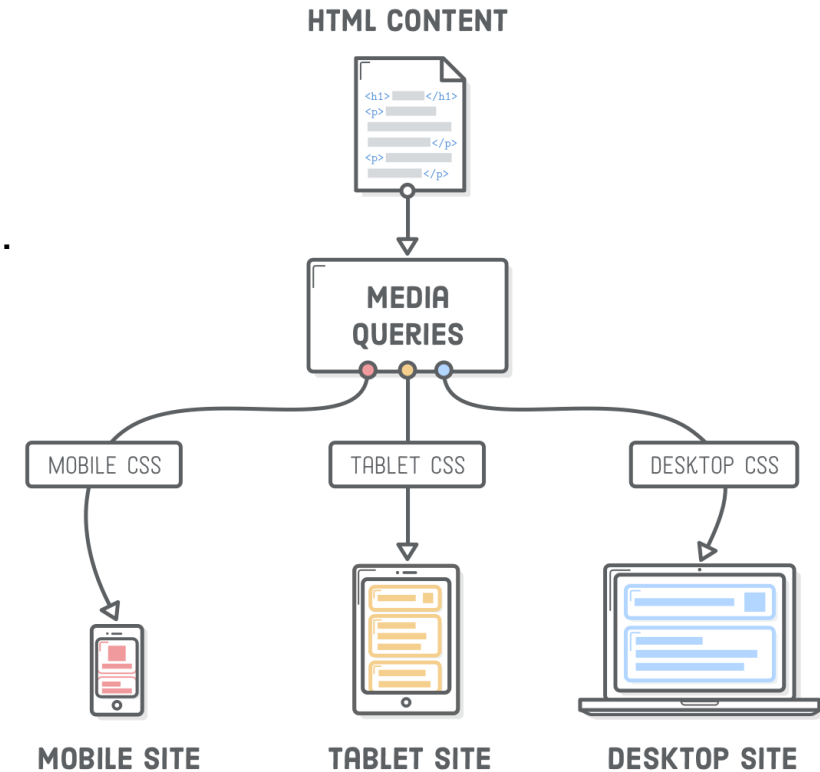 HTML CONTENT
<h1> </h1>
<p>
</p>
<p>
</p>
.
MEDIA
QUERIES
MOBILE CSS
TABLET CSS
DESKTOP CSS
MOBILE SITE
TABLET SITE
DESKTOP SITE